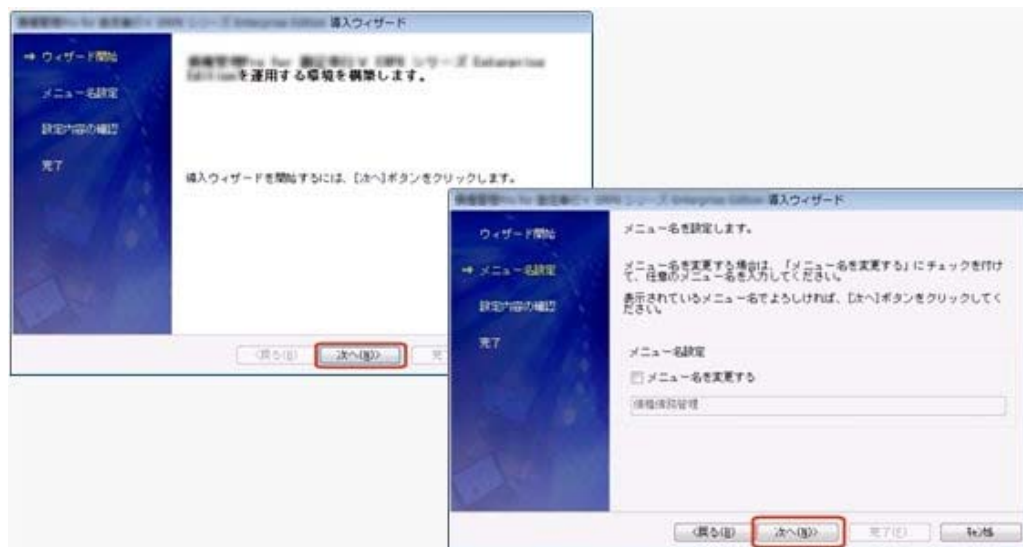 導入ウィザード
ウィザード開始
メニュー名設定
設定内容の確認
完了
を運用する環境を構築します。
導入ウィザードを開始するには、[次へ]ボタンをクリックします。
<戻る(B)
次へ(N)>
完
導入ウィザード
ウィザード開始
メニュー名設定
設定内容の確認
完了
メニュー名を設定します。
メニュー名を変更する場合は、「メニュー名を変更する」にチェックを付け
て、任意のメニュー名を入力してください。
表示されているメニュー名でよろしければ、[次へ]ボタンをクリックしてく
ださい。
メニュー名設定
メニュー名を変更する
債権債務管理
<戻る(B)
次へ(N)>
完了(F)
ｷｬﾝｾﾙ